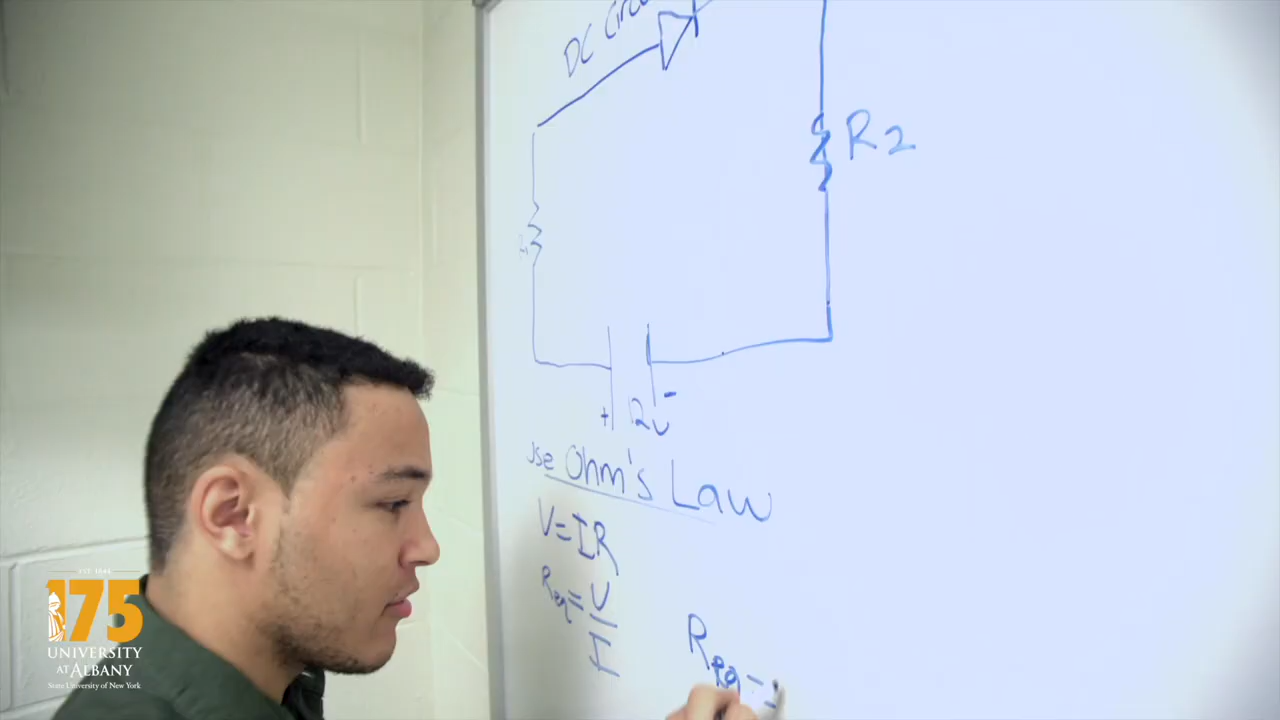 DC
R2
+
12V
-
Use Ohm's Law
V=IR
Req=V
I
Req=
EST. 1844
175
UNIVERSITY
AT ALBANY
State University of New York